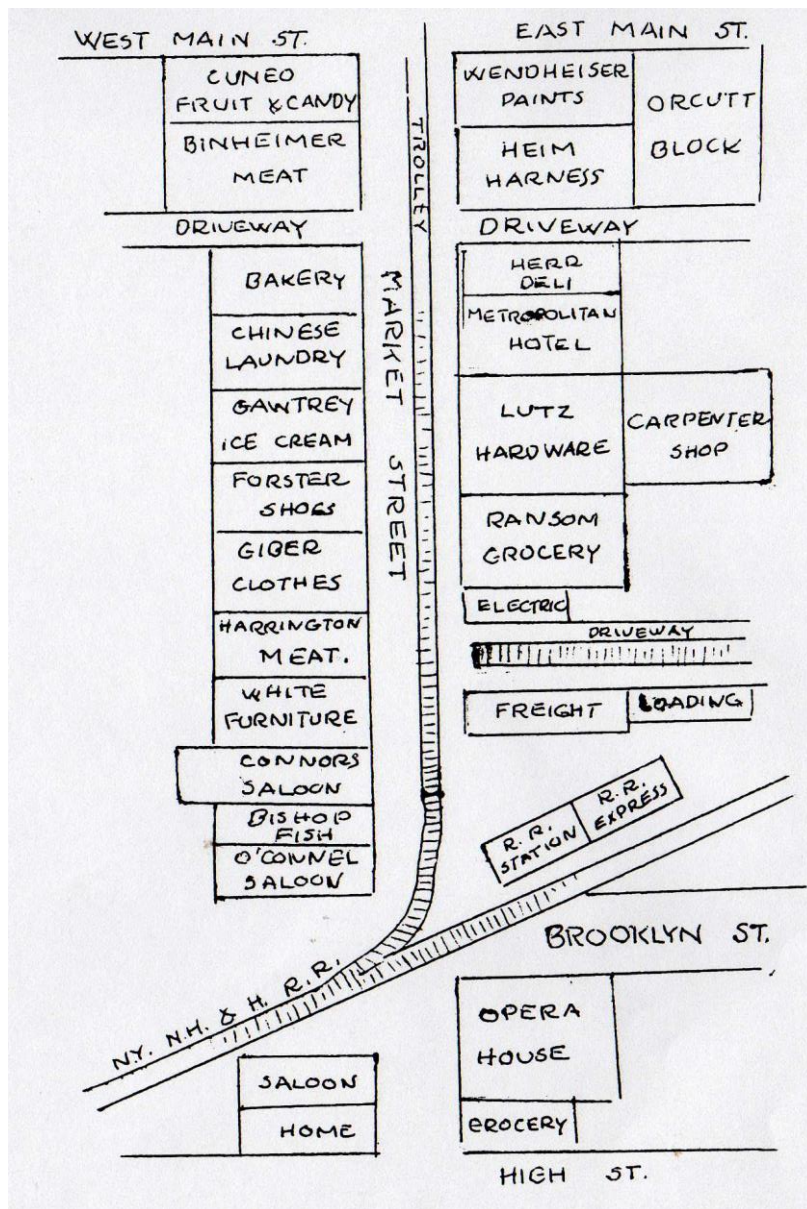 WEST MAIN ST.
EAST MAIN ST.
CUNEO
FRUIT & CANDY
BINHEIMER
MEAT
TROLLEY
WENDHEISER
PAINTS
HEIM
HARNESS
ORCUTT
BLOCK
DRIVEWAY
DRIVEWAY
BAKERY
CHINESE
LAUNDRY
GAWTREY
ICE CREAM
FORSTER
SHOES
GIBER
CLOTHES
HARRINGTON
MEAT.
WHITE
FURNITURE
CONNORS
SALOON
BISHOP
FISH
O'CONNEL
SALOON
MARKET STREET
HERR
DELI
METROPOLITAN
HOTEL
LUTZ
HARDWARE
CARPENTER
SHOP
RANSOM
GROCERY
ELECTRIC
DRIVEWAY
FREIGHT
LOADING
R. R.
STATION
R. R.
EXPRESS
BROOKLYN ST.
N.Y. N.H. & H. R.R.
OPERA
HOUSE
SALOON
HOME
GROCERY
HIGH ST.